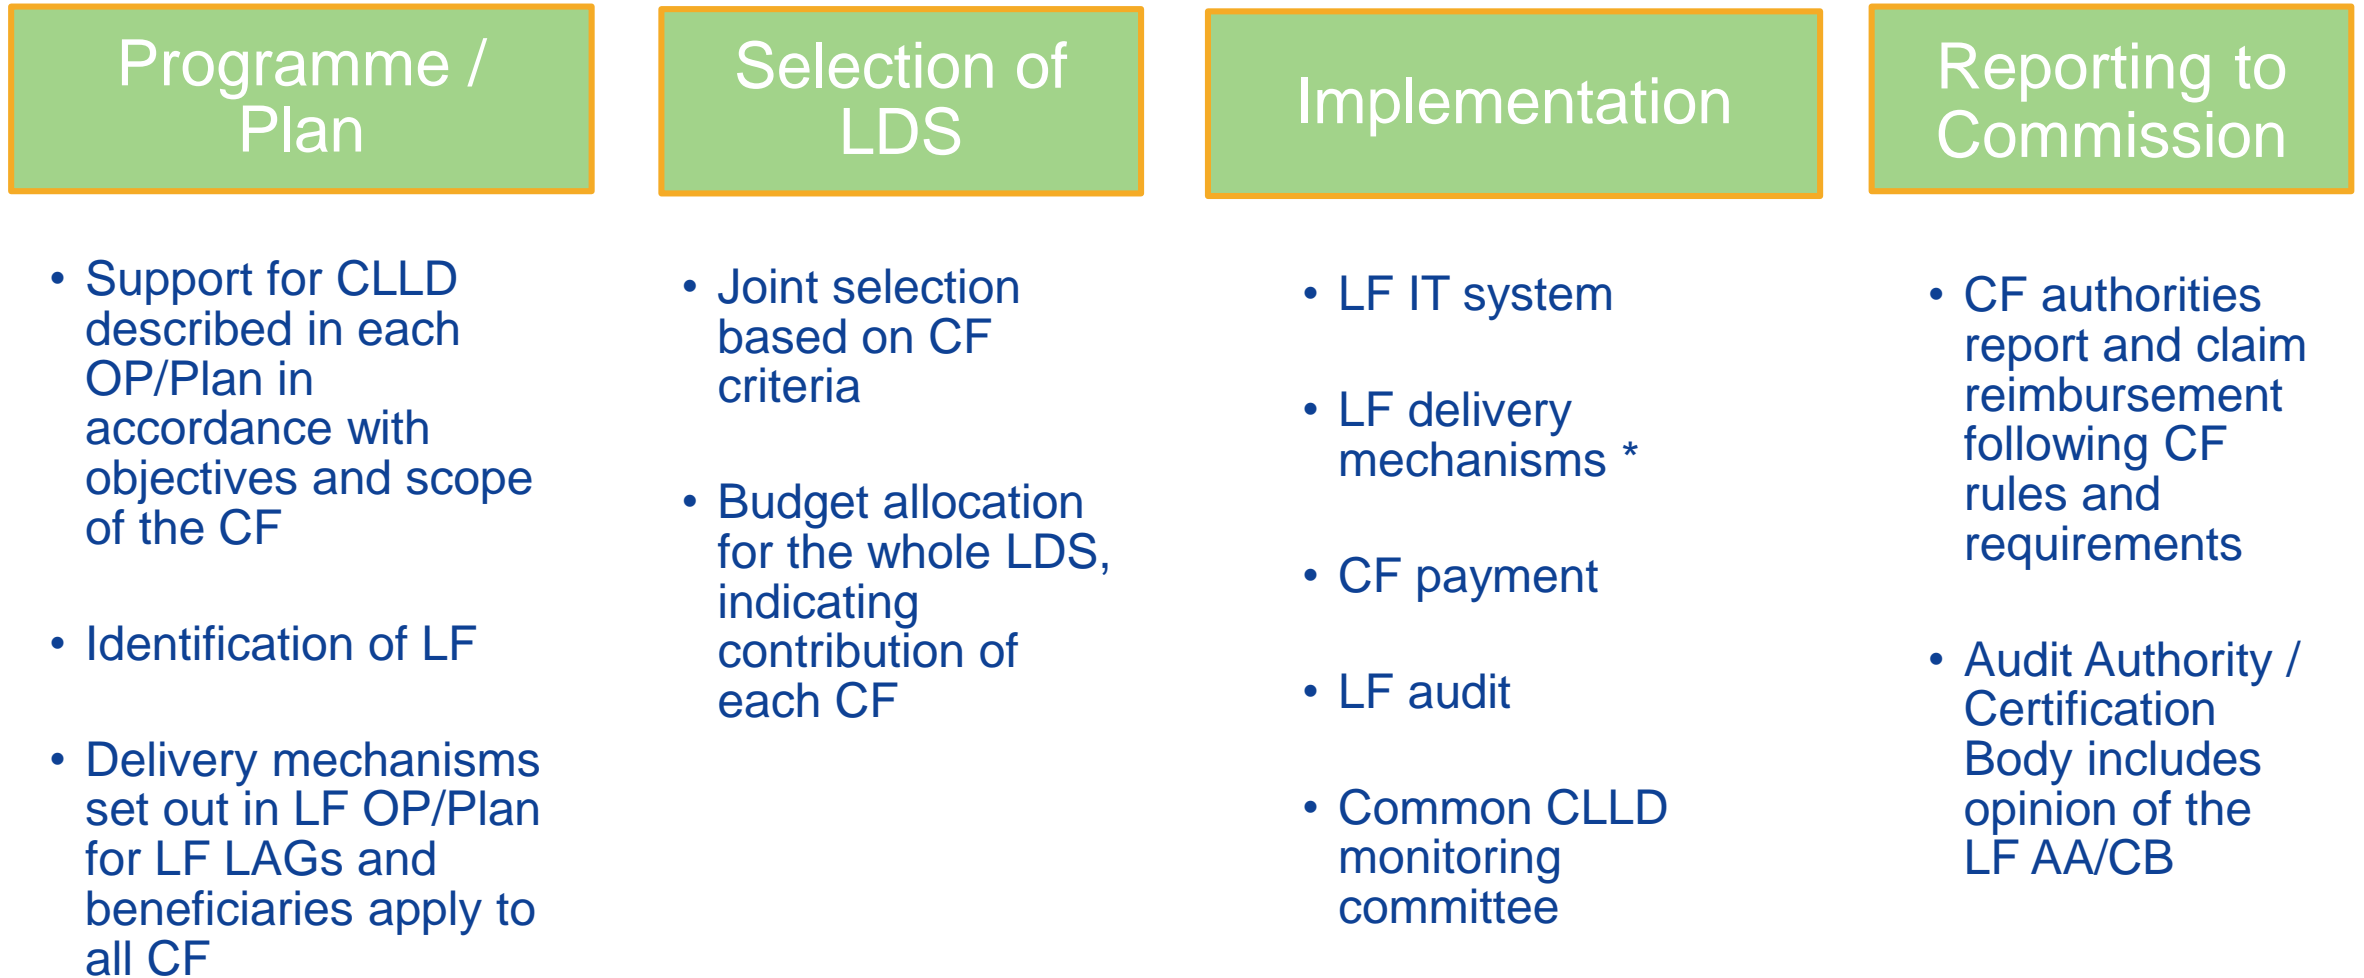 Programme /
Plan
• Support for CLLD
described in each
OP/Plan in
accordance with
objectives and scope
of the CF
• Identification of LF
• Delivery mechanisms
set out in LF OP/Plan
for LF LAGs and
beneficiaries apply to
all CF
Selection of
LDS
• Joint selection
based on CF
criteria
• Budget allocation
for the whole LDS,
indicating
contribution of
each CF
Implementation
• LF IT system
• LF delivery
mechanisms *
• CF payment
• LF audit
• Common CLLD
monitoring
committee
Reporting to
Commission
• CF authorities
report and claim
reimbursement
following CF
rules and
requirements
• Audit Authority /
Certification
Body includes
opinion of the
LF AA/CB